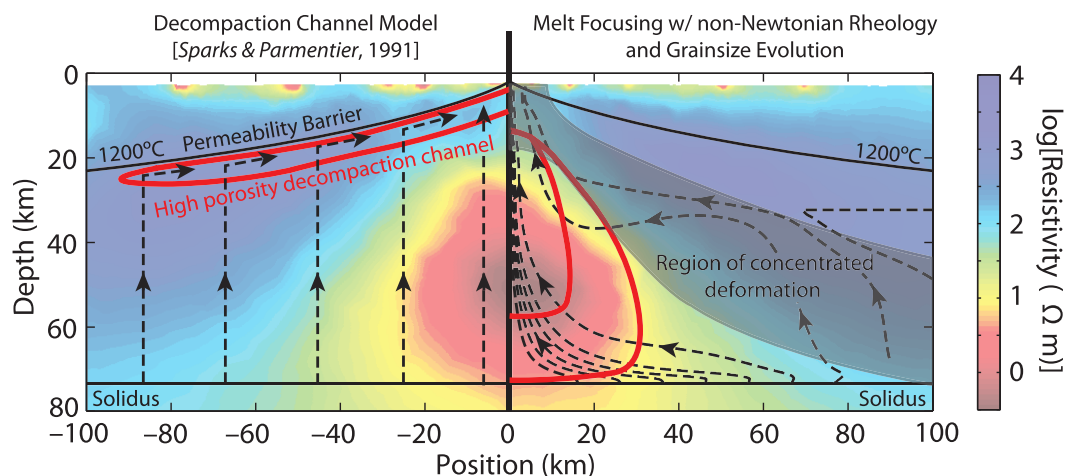 Decompaction Channel Model
[Sparks & Parmentier, 1991]
Melt Focusing w/ non-Newtonian Rheology
and Grainsize Evolution
0
20
40
60
80
Depth (km)
1200ºC
Permeability Barrier
High porosity decompaction channel
Solidus
1200ºC
Region of concentrated
deformation
Solidus
–100
–80
–60
–40
–20
0
20
40
60
80
100
Position (km)
4
3
2
1
0
log[Resistivity ( Ω m)]